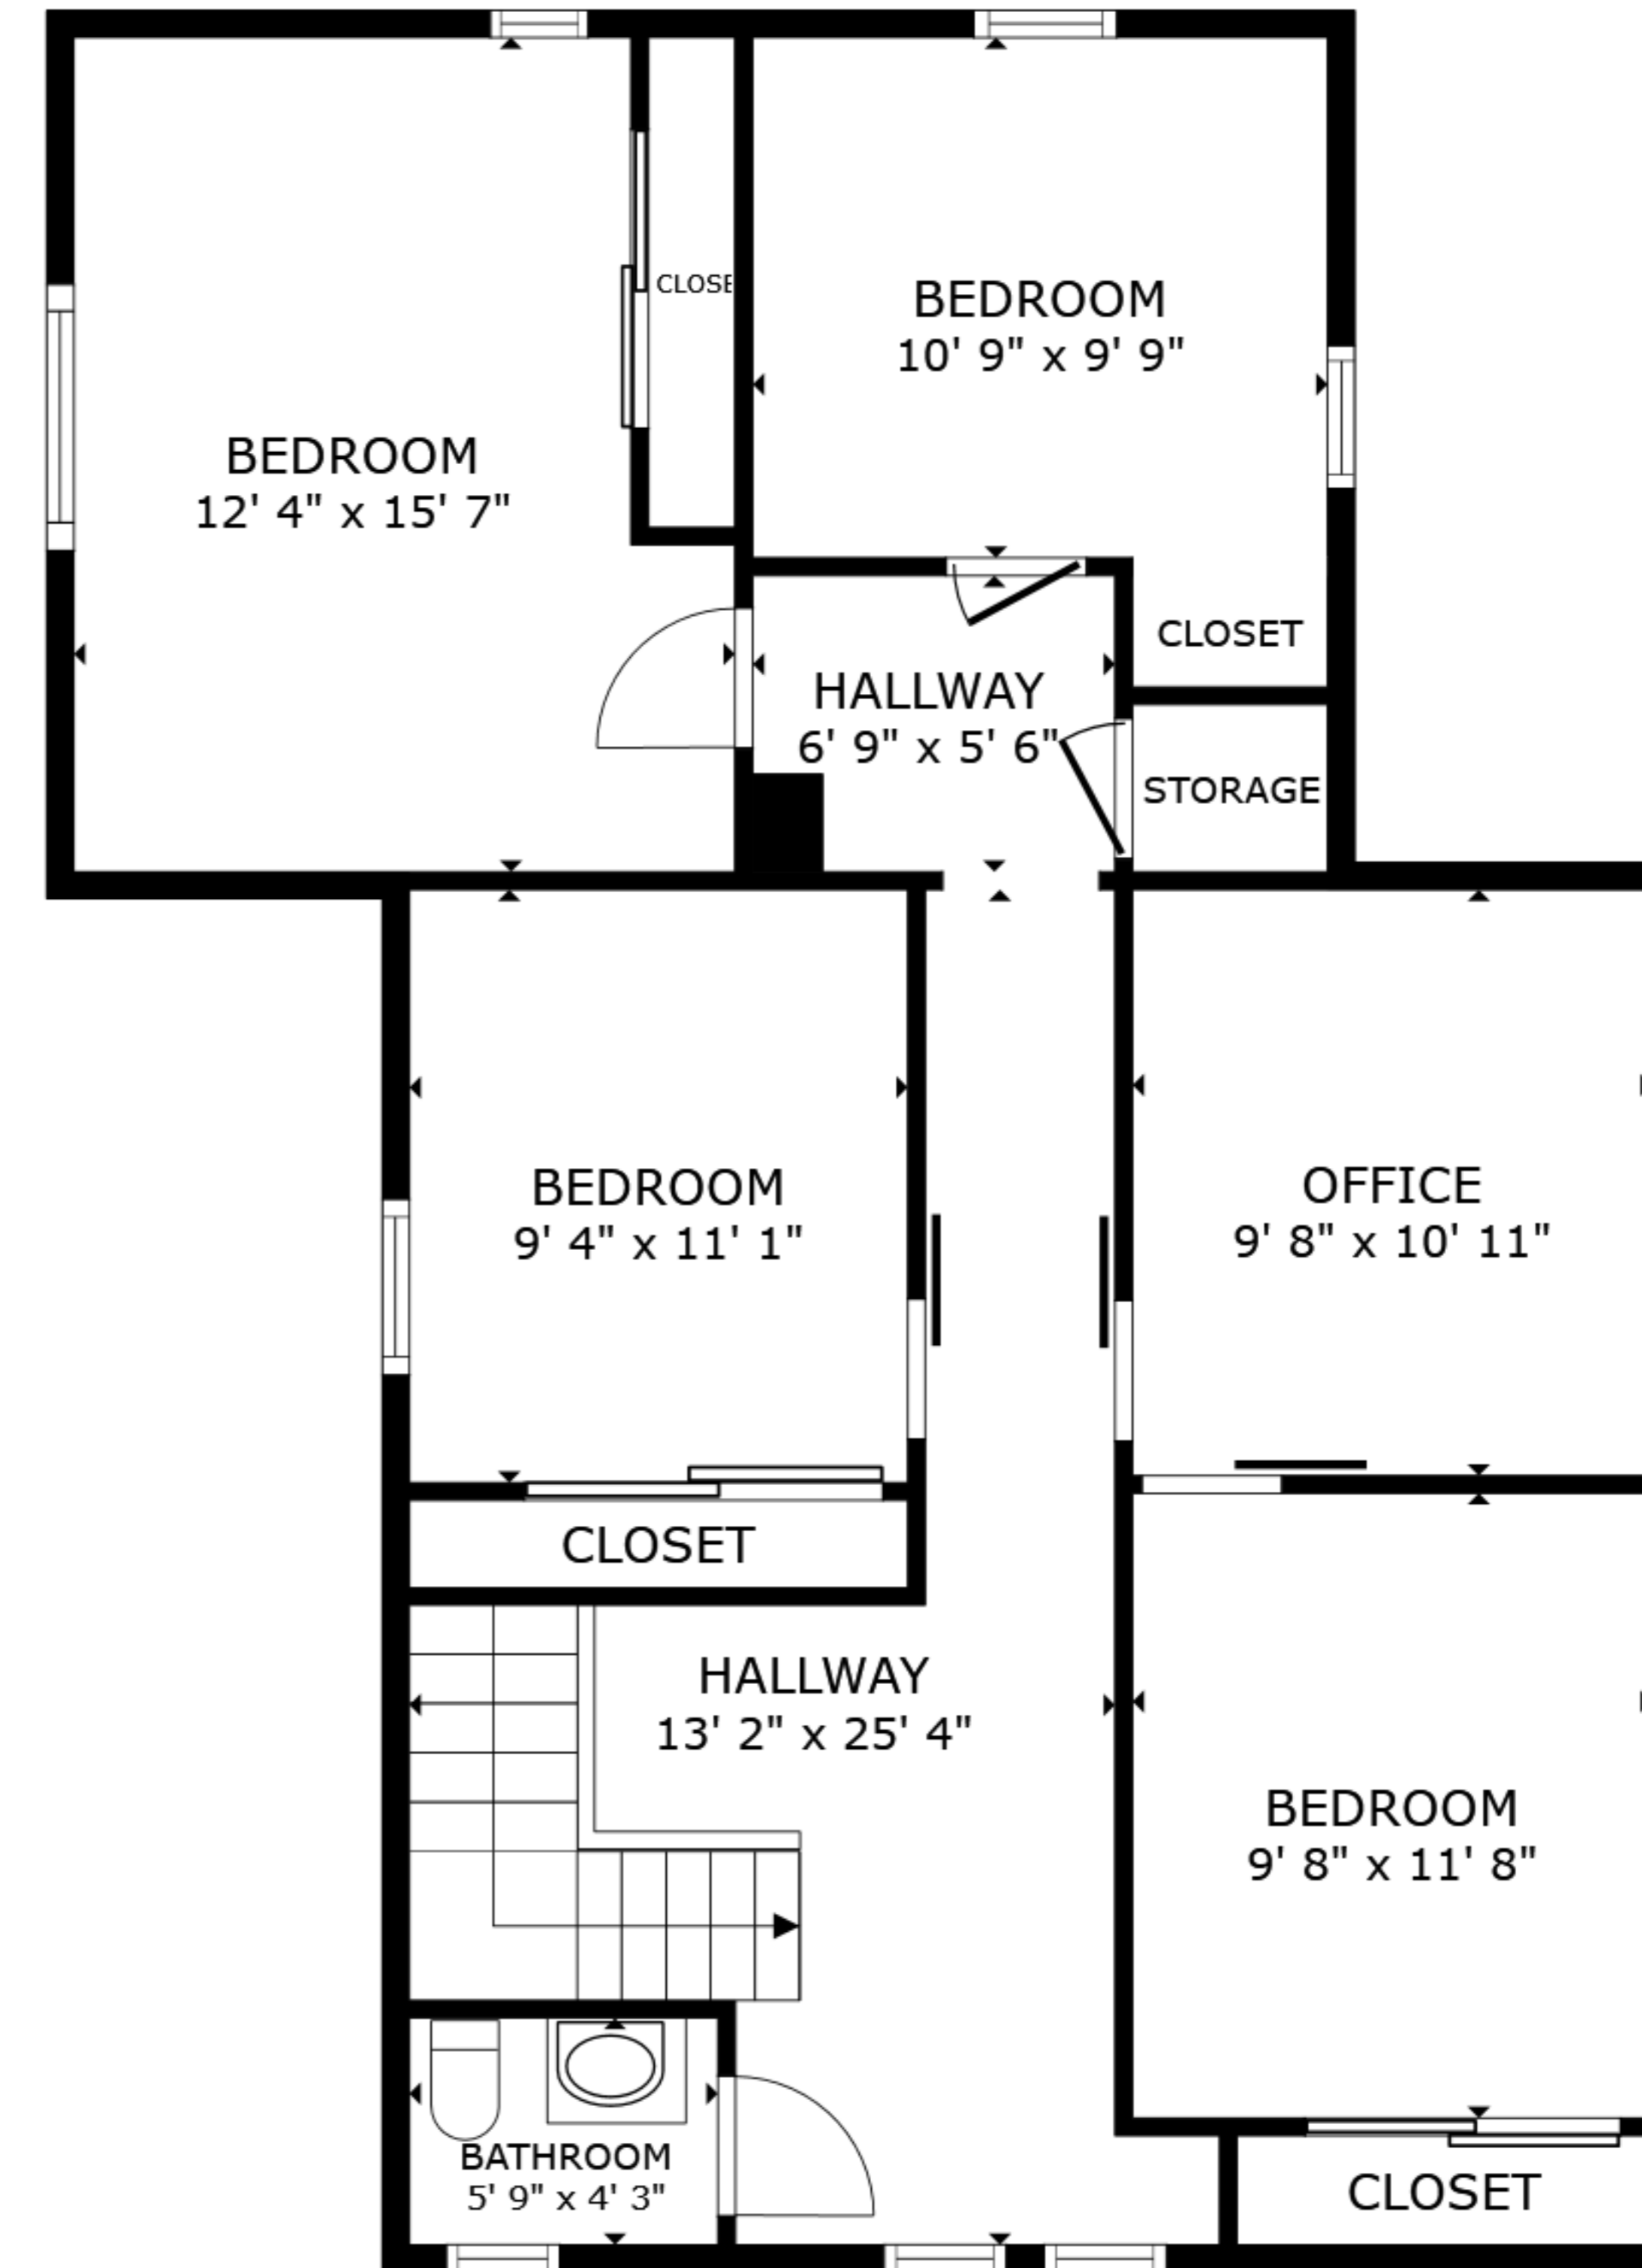 CLOSE
BEDROOM
10' 9" x 9' 9"
BEDROOM
12' 4" x 15' 7"
CLOSET
HALLWAY
6' 9" x 5' 6"
STORAGE
BEDROOM
9' 4" x 11' 1"
OFFICE
9' 8" x 10' 11"
CLOSET
HALLWAY
13' 2" x 25' 4"
BEDROOM
9' 8" x 11' 8"
BATHROOM
5' 9" x 4' 3"
CLOSET